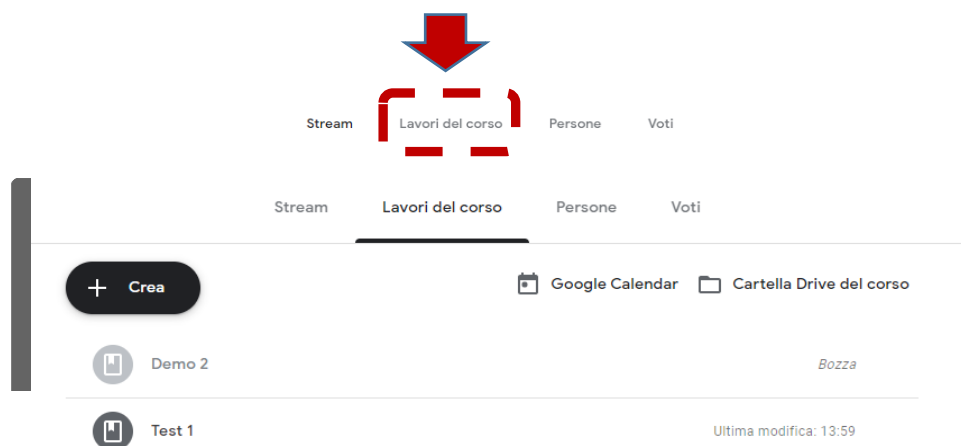 Stream Lavori del corso Persone Voti
Stream Lavori del corso Persone Voti
Crea Google Calendar Cartella Drive del corso
Demo 2 Bozza
Test 1 Ultima modifica: 13:59